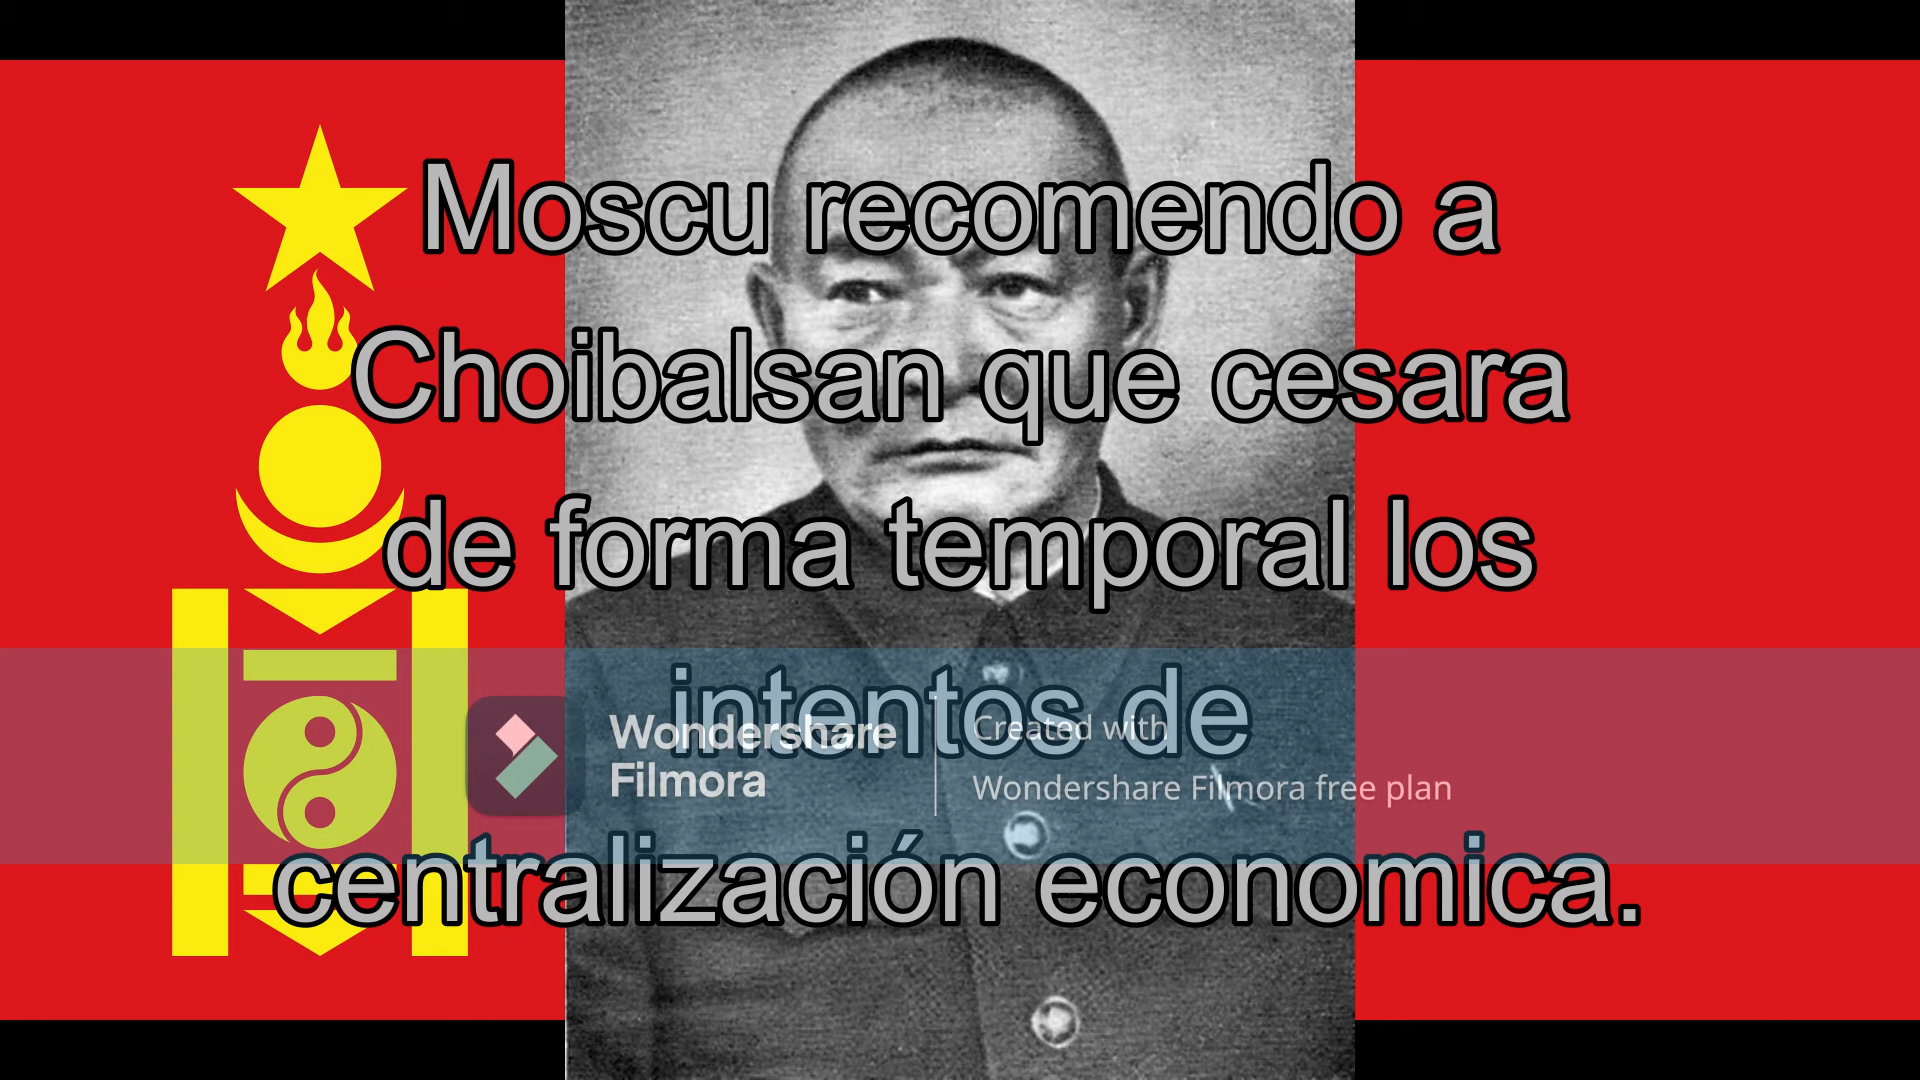 Moscu recomendo a
Choibalsan que cesara
de forma temporal los
intentos de
Wondershare
Filmora
Created with
Wondershare Filmora free plan
centralización economica.